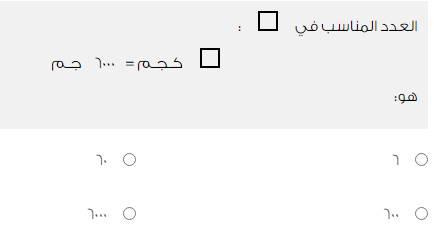 العدد المناسب في □ :
□ كجم = ٦٠٠٠ جم
هو:
٦
٦٠
٦٠٠
٦٠٠٠